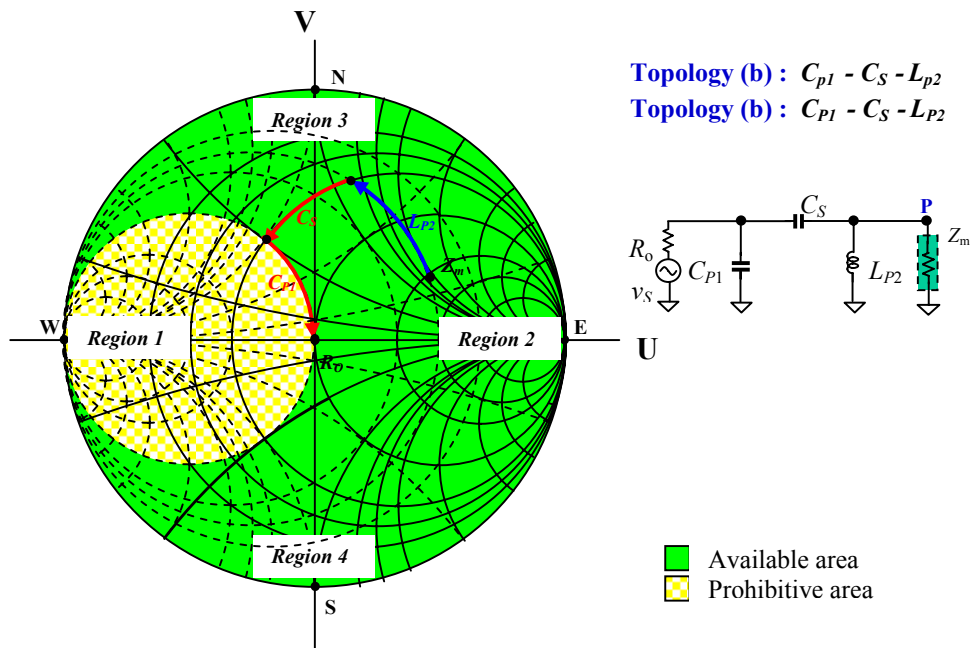 V
N
Region 3
Topology (b) : Cp1 - CS - Lp2
Topology (b) : CP1 - CS - LP2
CS
LP2
Zm
CP1
W
Region 1
Region 2
E
U
RO
Region 4
S
CS
P
Zm
Ro
CP1
LP2
vS
Available area
Prohibitive area